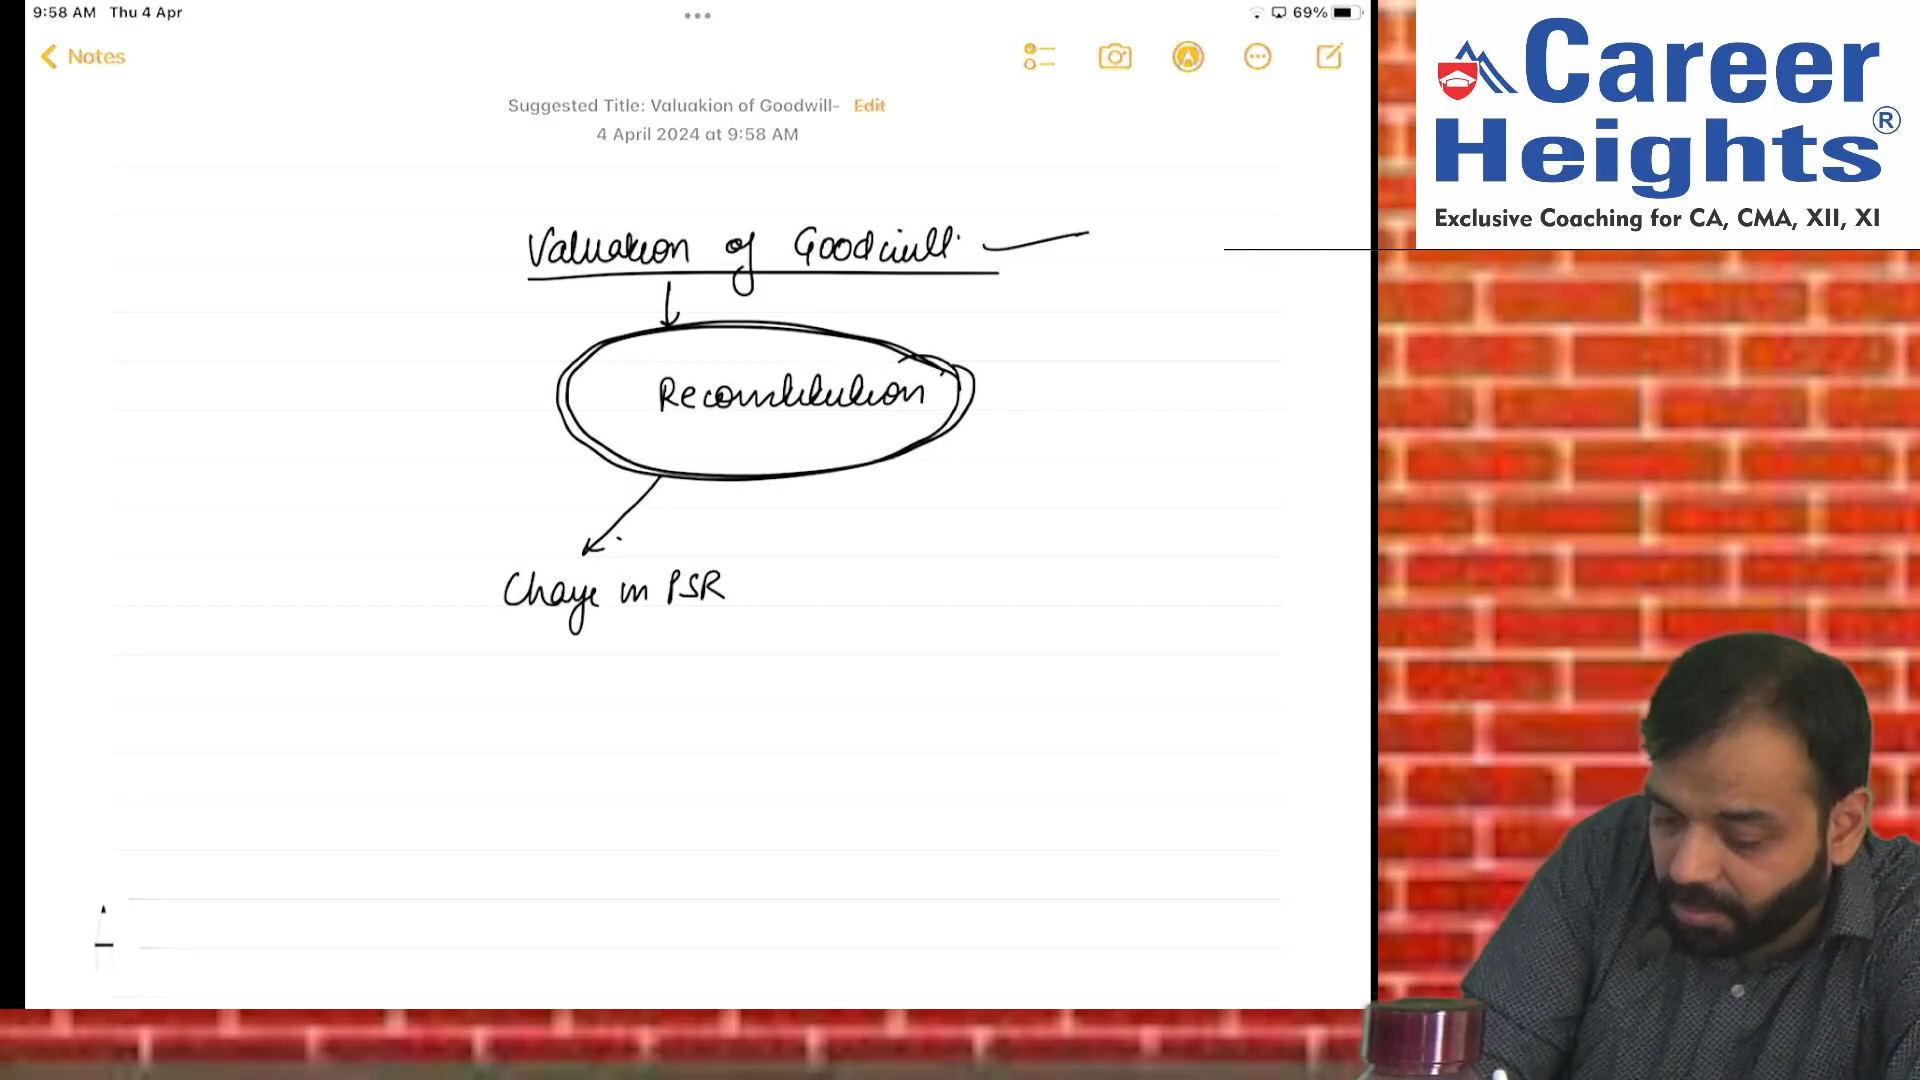 9:58 AM Thu 4 Apr
69%
Notes
Suggested Title: Valuakion of Goodwill- Edit
4 April 2024 at 9:58 AM
Valuation of Goodwill
Reconstitution
Change in PSR
Career
Heights®
Exclusive Coaching for CA, CMA, XII, XI